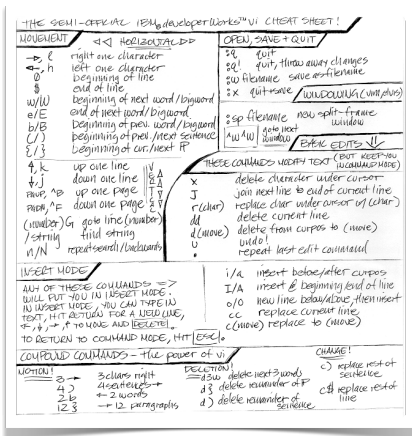 THE SEMI-OFFICIAL IBM developerWorks™ VI CHEAT SHEET!
MOVEMENT
◁◁ HORIZONTAL ▷▷
→, l right one character
←, h left one character
0 beginning of line
$ end of line
w/W beginning of next word/bigword
e/E end of next word/bigword
b/B beginning of prev. word/bigword
(/) beginning of prev./next sentence
{/} beginning of cur./next ¶
↑, k up one line
↓, j down one line
PGUP, ^B up one page
PGDN, ^F down one page
VERTICAL
(number)G goto line (number)
/string find string
n/N repeat search/backwards
OPEN, SAVE + QUIT
:q quit
:q! quit, throw away changes
:w filename save as filename
:x quit+save
WINDOWING (vim, elvis)
:sp filename new split-frame window
^w^w goto next window
BASIC EDITS
THESE COMMANDS MODIFY TEXT (BUT KEEP YOU IN COMMAND MODE)
x delete character under cursor
J join next line to end of current line
r(char) replace char under cursor w/(char)
dd delete current line
d(move) delete from curpos to (move)
u undo!
. repeat last edit command
INSERT MODE
ANY OF THESE COMMANDS =>
WILL PUT YOU IN INSERT MODE.
IN INSERT MODE, YOU CAN TYPE IN
TEXT, HIT RETURN FOR A NEW LINE,
←, ↓, →, ↑ TO MOVE AND DELETE.
TO RETURN TO COMMAND MODE, HIT ESC.
i/a insert before/after curpos
I/A insert @ beginning/end of line
o/O new line below/above, then insert
cc replace current line
c(move) replace to (move)
COMPOUND COMMANDS - the power of vi
MOTION!
3→ 3 chars right
4) 4 sentences→
2b ← 2 words
12} → 12 paragraphs
DELETION!
d3w delete next 3 words
d} delete remainder of ¶
d) delete remainder of sentence
CHANGE!
c) replace rest of sentence
c$ replace rest of line